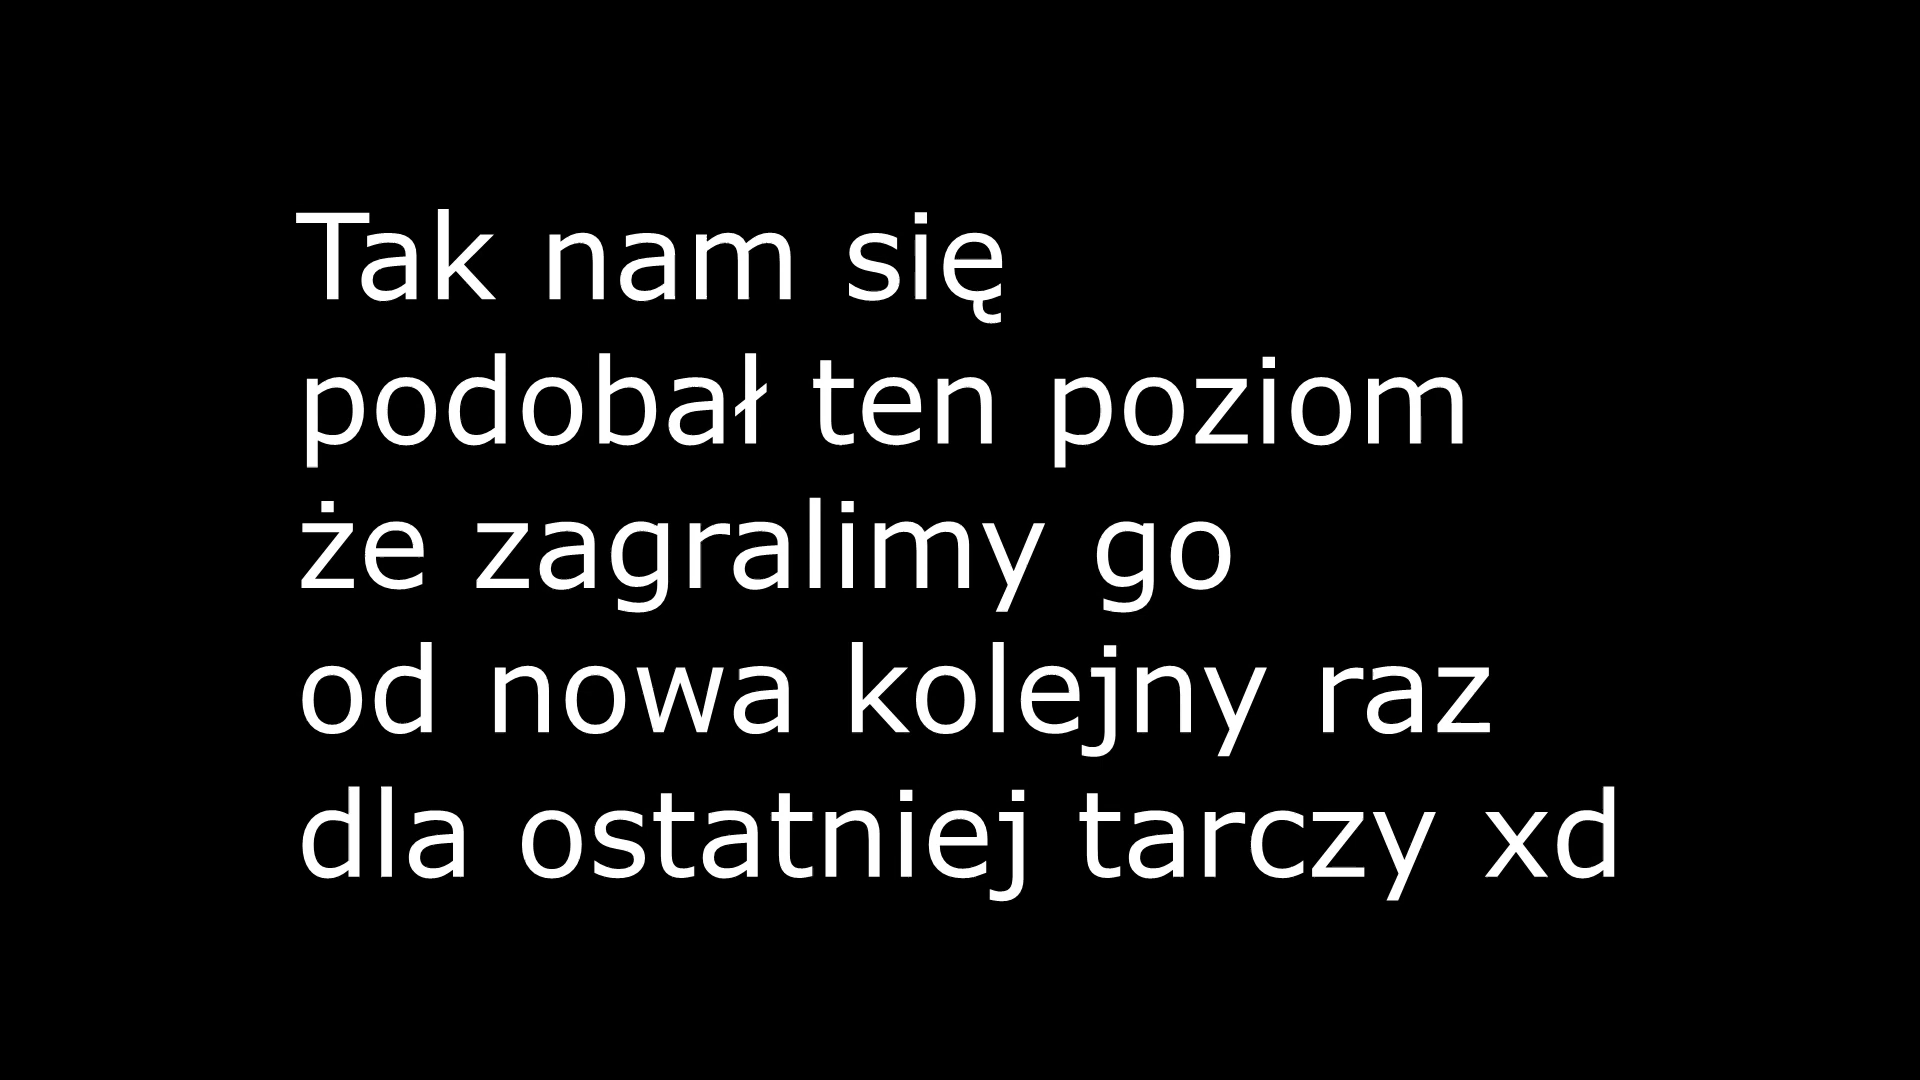 Tak nam się
podobał ten poziom
że zagralimy go
od nowa kolejny raz
dla ostatniej tarczy xd